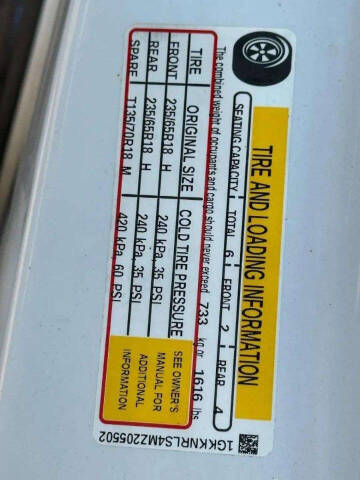 TIRE AND LOADING INFORMATION
SEATING CAPACITY TOTAL 6 FRONT 2 REAR 4
The combined weight of occupants and cargo should never exceed 733 kg or 1616 lbs
TIRE ORIGINAL SIZE COLD TIRE PRESSURE
FRONT 235/65R18 H 240 kPa, 35 PSI
REAR 235/65R18 H 240 kPa, 35 PSI
SPARE T135/70R18 M 420 kPa, 60 PSI
SEE OWNER'S
MANUAL FOR
ADDITIONAL
INFORMATION
1GKKNRLS4MZ205502